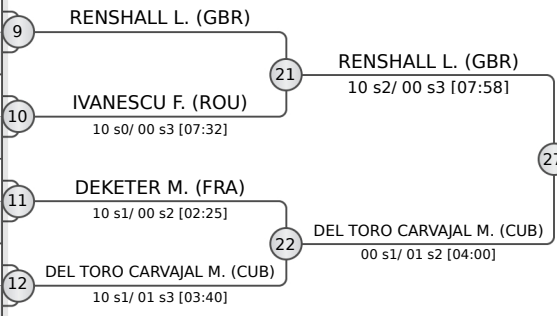 RENSHALL L. (GBR)
9
RENSHALL L. (GBR)
21
10 s2/ 00 s3 [07:58]
IVANESCU F. (ROU)
10
10 s0/ 00 s3 [07:32]
27
DEKETER M. (FRA)
11
10 s1/ 00 s2 [02:25]
DEL TORO CARVAJAL M. (CUB)
22
00 s1/ 01 s2 [04:00]
DEL TORO CARVAJAL M. (CUB)
12
10 s1/ 01 s3 [03:40]